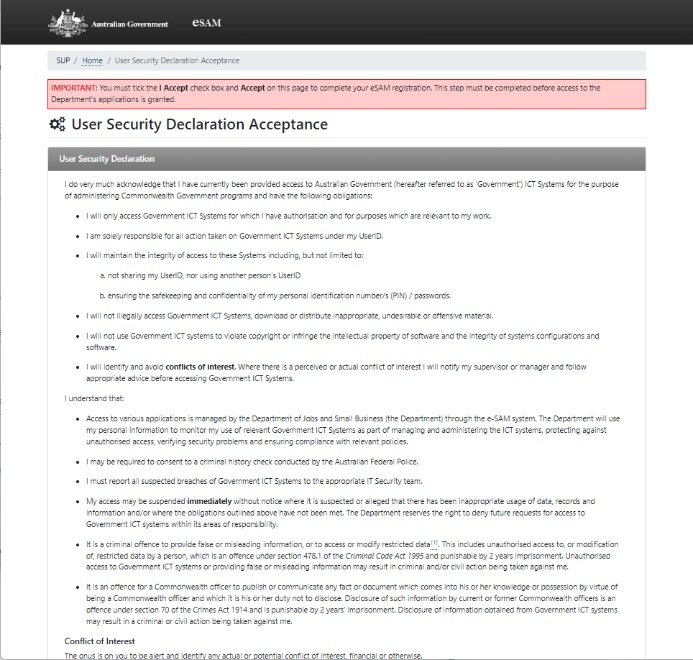 Australian Government
eSAM
SUP / Home / User Security Declaration Acceptance
IMPORTANT: You must tick the I Accept check box and Accept on this page to complete your eSAM registration. This step must be completed before access to the
Department's applications is granted.
User Security Declaration Acceptance
User Security Declaration
I do very much acknowledge that I have currently been provided access to Australian Government (hereafter referred to as 'Government') ICT Systems for the purpose
of administering Commonwealth Government programs and have the following obligations:
• I will only access Government ICT Systems for which I have authorisation and for purposes which are relevant to my work.
• I am solely responsible for all action taken on Government ICT Systems under my UserID.
• I will maintain the integrity of access to these Systems including, but not limited to:
a. not sharing my UserID, nor using another person's UserID
b. ensuring the safekeeping and confidentiality of my personal identification number/s (PIN) / passwords.
• I will not illegally access Government ICT Systems, download or distribute inappropriate, undesirable or offensive material.
• I will not use Government ICT systems to violate copyright or infringe the intellectual property of software and the integrity of systems configurations and
software.
• I will identify and avoid conflicts of interest. Where there is a perceived or actual conflict of interest I will notify my supervisor or manager and follow
appropriate advice before accessing Government ICT Systems.
I understand that:
• Access to various applications is managed by the Department of Jobs and Small Business (the Department) through the e-SAM system. The Department will use
my personal information to monitor my use of relevant Government ICT Systems as part of managing and administering the ICT systems, protecting against
unauthorised access, verifying security problems and ensuring compliance with relevant policies.
• I may be required to consent to a criminal history check conducted by the Australian Federal Police.
• I must report all suspected breaches of Government ICT Systems to the appropriate IT Security team.
• My access may be suspended immediately without notice where it is suspected or alleged that there has been inappropriate usage of data, records and
information and/or where the obligations outlined above have not been met. The Department reserves the right to deny future requests for access to
Government ICT systems within its areas of responsibility.
• It is a criminal offence to provide false or misleading information, or to access or modify restricted data[1]. This includes unauthorised access to, or modification
of, restricted data by a person, which is an offence under section 478.1 of the Criminal Code Act 1995 and punishable by 2 years imprisonment. Unauthorised
access to Government ICT systems or providing false or misleading information may result in criminal and/or civil action being taken against me.
• It is an offence for a Commonwealth officer to publish or communicate any fact or document which comes into his or her knowledge or possession by virtue of
being a Commonwealth Officer and which it is his or her duty not to disclose. Disclosure of such information by current or former Commonwealth officers is an
offence under section 70 of the Crimes Act 1914 and is punishable by 2 years' imprisonment. Disclosure of information obtained from Government ICT systems
may result in a criminal or civil action being taken against me.
Conflict of Interest
The onus is on you to be alert and identify any actual or potential conflict of interest, financial or otherwise.